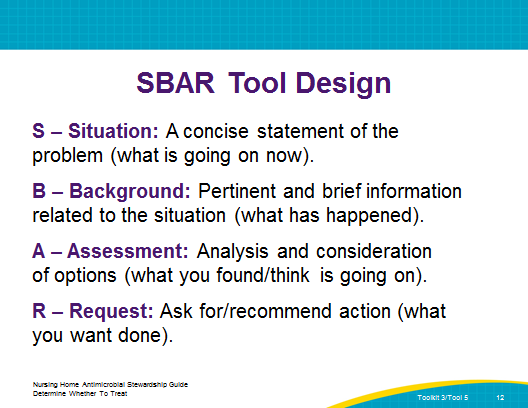 SBAR Tool Design
S – Situation: A concise statement of the
problem (what is going on now).
B – Background: Pertinent and brief information
related to the situation (what has happened).
A – Assessment: Analysis and consideration
of options (what you found/think is going on).
R – Request: Ask for/recommend action (what
you want done).
Nursing Home Antimicrobial Stewardship Guide
Determine Whether To Treat
Toolkit 3/Tool 5 12